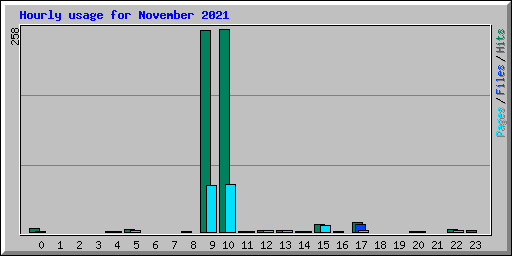 Hourly usage for November 2021
258
Pages/Files/Hits
0 1 2 3 4 5 6 7 8 9 10 11 12 13 14 15 16 17 18 19 20 21 22 23